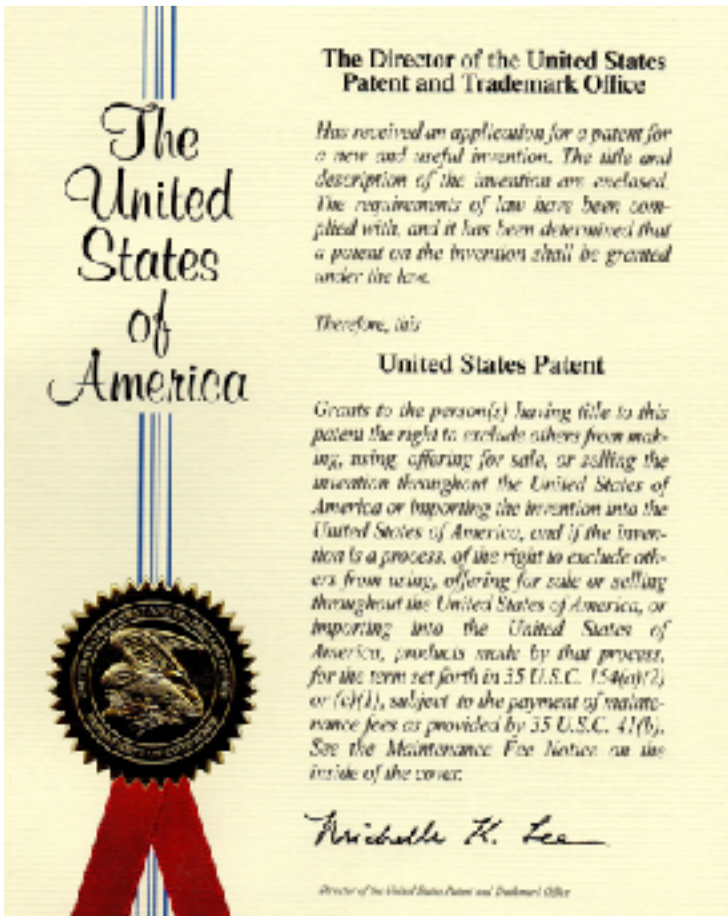 The
United
States
of
America
The Director of the United States
Patent and Trademark Office
Has received an application for a patent for
a new and useful invention. The title and
description of the invention are enclosed.
The requirements of law have been com-
plied with, and it has been determined that
a patent on the invention shall be granted
under the law.
Therefore, this
United States Patent
Grants to the person(s) having title to this
patent the right to exclude others from mak-
ing, using, offering for sale, or selling the
invention throughout the United States of
America or importing the invention into the
United States of America, and if the inven-
tion is a process, of the right to exclude oth-
ers from using, offering for sale or selling
throughout the United States of America, or
importing into the United States of
America, products made by that process,
for the term set forth in 35 U.S.C. 154(a)(2)
or (c)(1), subject to the payment of mainte-
nance fees as provided by 35 U.S.C. 41(b).
See the Maintenance Fee Notice on the
inside of the cover.
Michelle K. Lee
Director of the United States Patent and Trademark Office